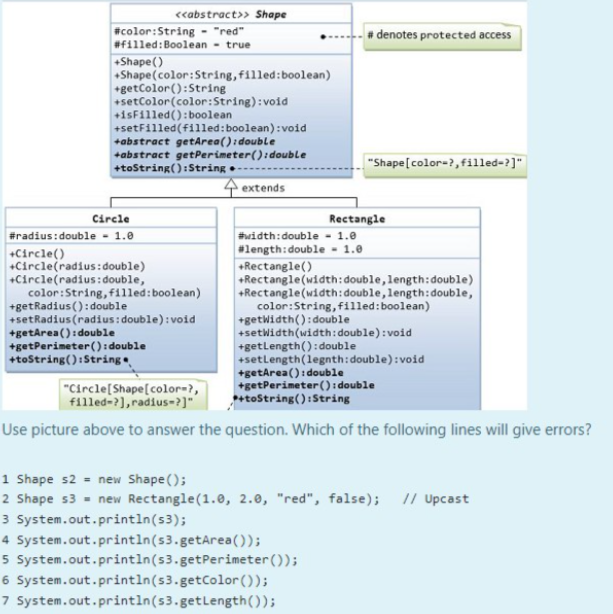 <<abstract>> Shape
#color:String = "red"
#filled:Boolean = true
# denotes protected access
+Shape()
+Shape(color:String,filled:boolean)
+getColor():String
+setColor(color:String):void
+isFilled():boolean
+setFilled(filled:boolean):void
+abstract getArea():double
+abstract getPerimeter():double
+toString():String
"Shape[color=?,filled=?]"
extends
Circle
#radius:double = 1.0
+Circle()
+Circle(radius:double)
+Circle(radius:double,
color:String,filled:boolean)
+getRadius():double
+setRadius(radius:double):void
+getArea():double
+getPerimeter():double
+toString():String
"Circle[Shape[color=?,
filled=?],radius=?]"
Rectangle
#width:double = 1.0
#length:double = 1.0
+Rectangle()
+Rectangle(width:double,length:double)
+Rectangle(width:double,length:double,
color:String,filled:boolean)
+getWidth():double
+setWidth(width:double):void
+getLength():double
+setLength(legnth:double):void
+getArea():double
+getPerimeter():double
+toString():String
Use picture above to answer the question. Which of the following lines will give errors?
1 Shape s2 = new Shape();
2 Shape s3 = new Rectangle(1.0, 2.0, "red", false); // Upcast
3 System.out.println(s3);
4 System.out.println(s3.getArea());
5 System.out.println(s3.getPerimeter());
6 System.out.println(s3.getColor());
7 System.out.println(s3.getLength());